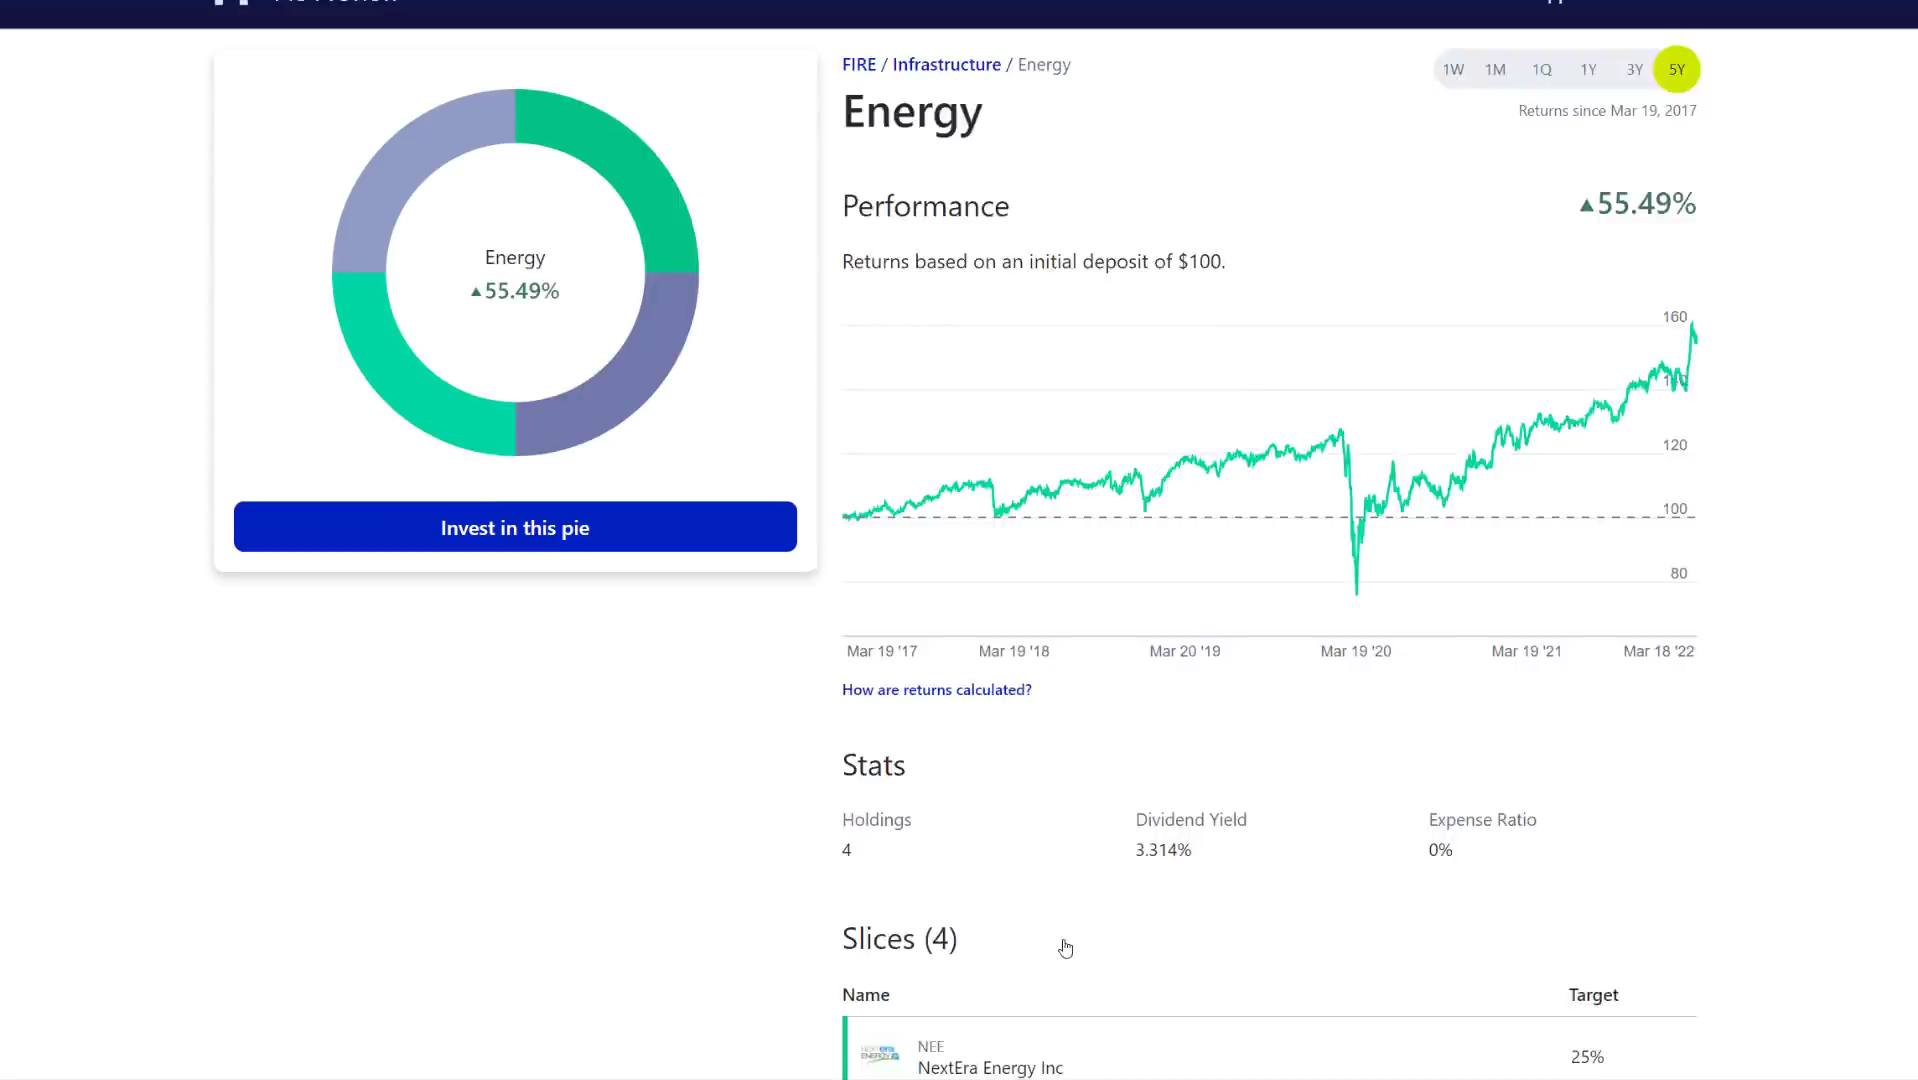 FIRE / Infrastructure / Energy
1W 1M 1Q 1Y 3Y 5Y
Energy
Returns since Mar 19, 2017
Performance
▲55.49%
Returns based on an initial deposit of $100.
Energy
▲55.49%
Invest in this pie
160
120
100
80
Mar 19 '17 Mar 19 '18 Mar 20 '19 Mar 19 '20 Mar 19 '21 Mar 18 '22
How are returns calculated?
Stats
Holdings Dividend Yield Expense Ratio
4 3.314% 0%
Slices (4)
Name Target
NEE
NextEra Energy Inc
25%